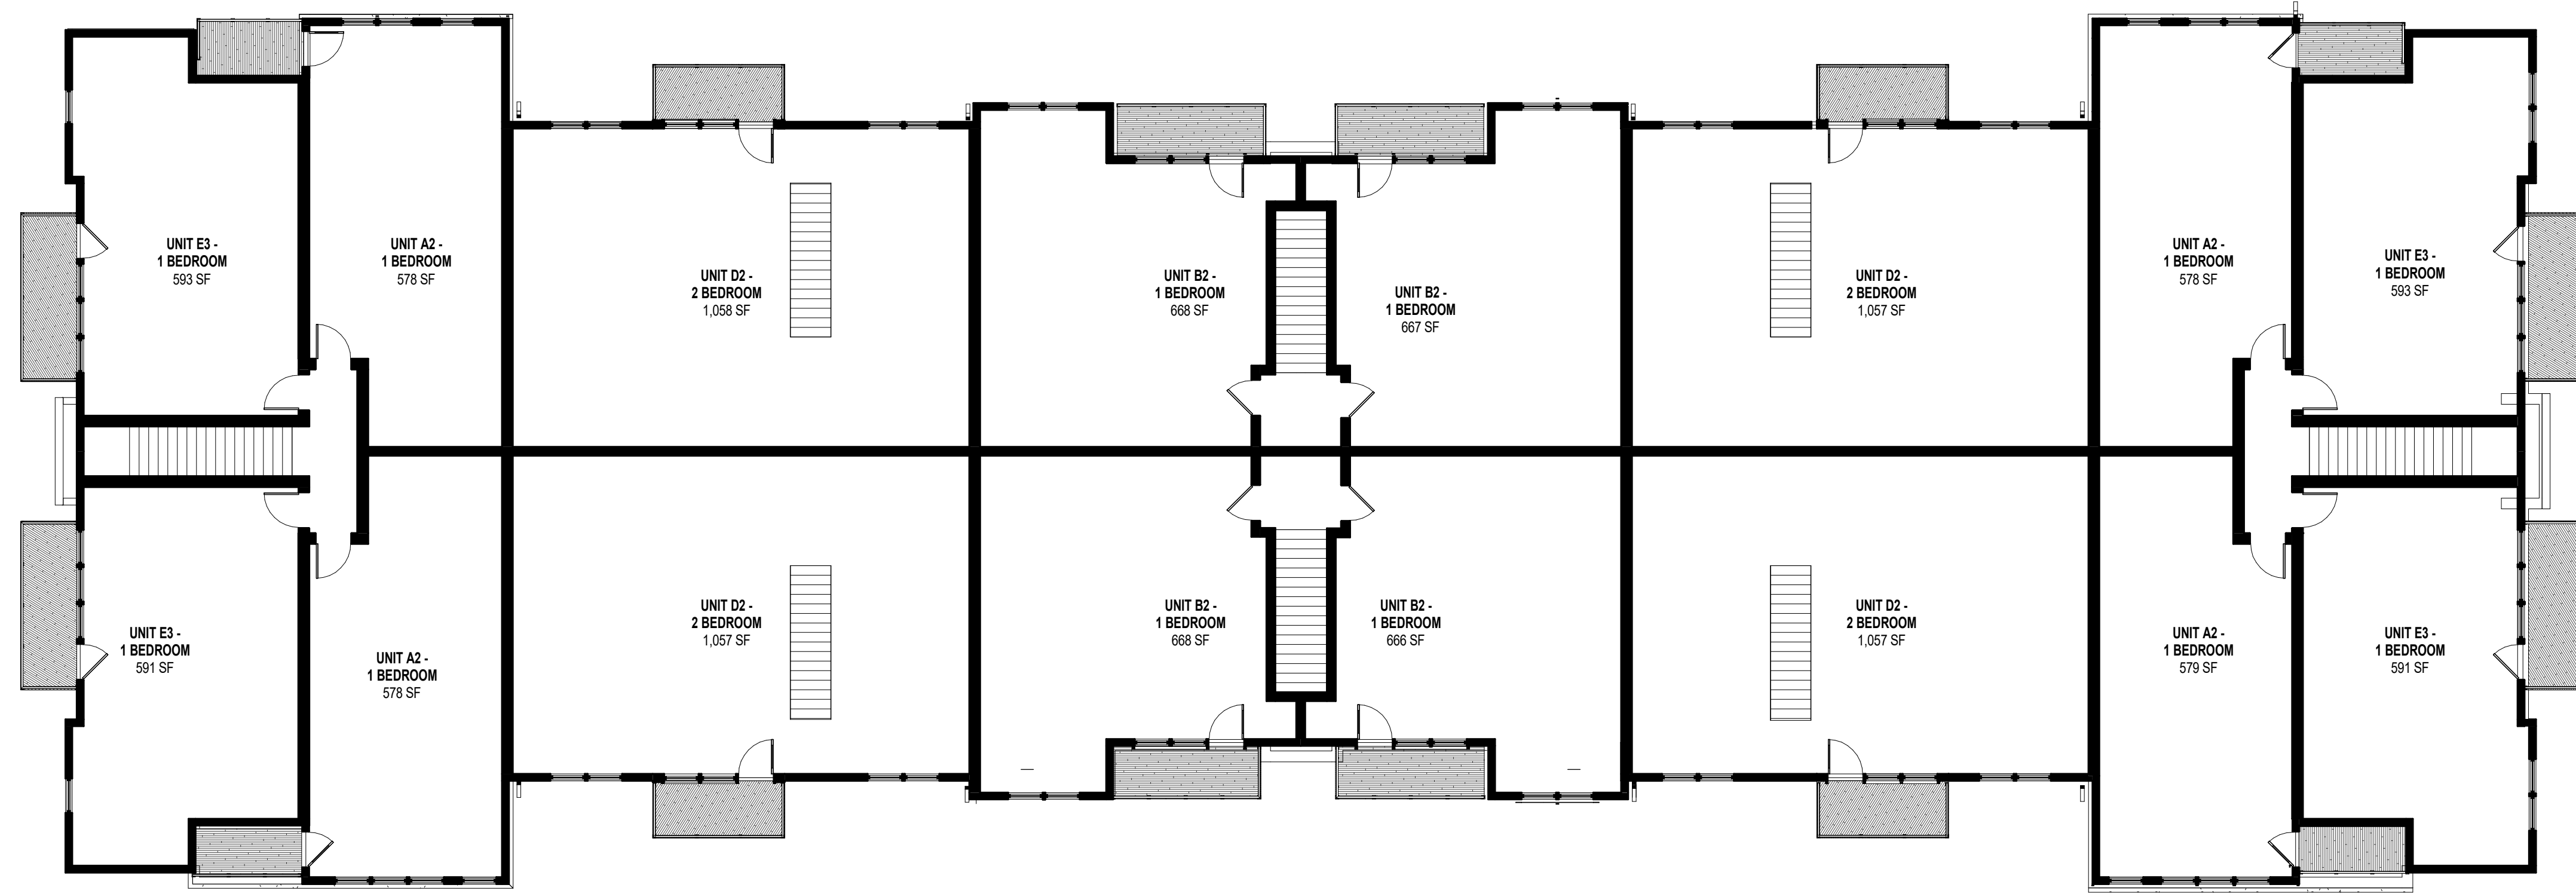 UNIT E3 -
1 BEDROOM
593 SF
UNIT A2 -
1 BEDROOM
578 SF
UNIT D2 -
2 BEDROOM
1,058 SF
UNIT B2 -
1 BEDROOM
668 SF
UNIT B2 -
1 BEDROOM
667 SF
UNIT D2 -
2 BEDROOM
1,057 SF
UNIT A2 -
1 BEDROOM
578 SF
UNIT E3 -
1 BEDROOM
593 SF
UNIT E3 -
1 BEDROOM
591 SF
UNIT A2 -
1 BEDROOM
578 SF
UNIT D2 -
2 BEDROOM
1,057 SF
UNIT B2 -
1 BEDROOM
668 SF
UNIT B2 -
1 BEDROOM
666 SF
UNIT D2 -
2 BEDROOM
1,057 SF
UNIT A2 -
1 BEDROOM
579 SF
UNIT E3 -
1 BEDROOM
591 SF